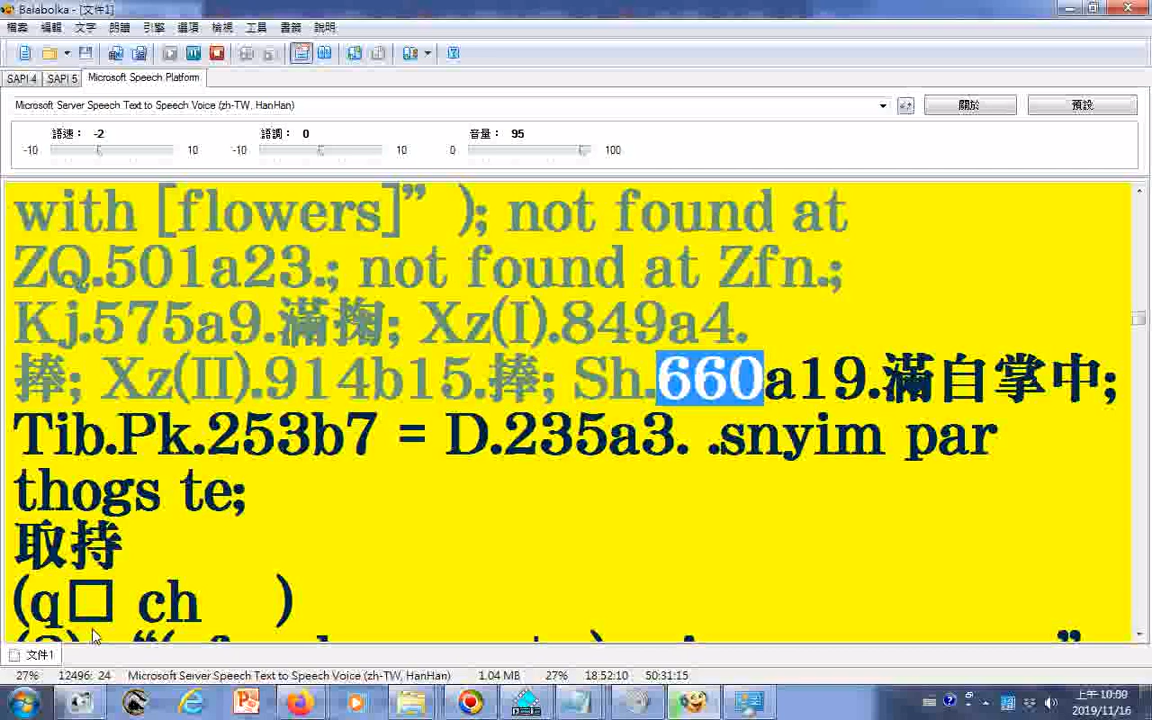 Balabolka - [文件1]
檔案 編輯 文字 朗讀 引擎 選項 檢視 工具 書籤 說明
SAPI 4 SAPI 5 Microsoft Speech Platform
Microsoft Server Speech Text to Speech Voice (zh-TW, HanHan) 關於 預設
語速： -2 語調： 0 音量： 95
-10 10 -10 10 0 100
with [flowers]” ); not found at
ZQ.501a23.; not found at Zfn.;
Kj.575a9.滿掬; Xz(I).849a4.
捧; Xz(II).914b15.捧; Sh.660a19.滿自掌中;
Tib.Pk.253b7 = D.235a3. .snyim par
thogs te;
取持
(q□ ch )
文件1
27% 12496: 24 Microsoft Server Speech Text to Speech Voice (zh-TW, HanHan) 1.04 MB 27% 18:52:10 50:31:15
2019/11/16